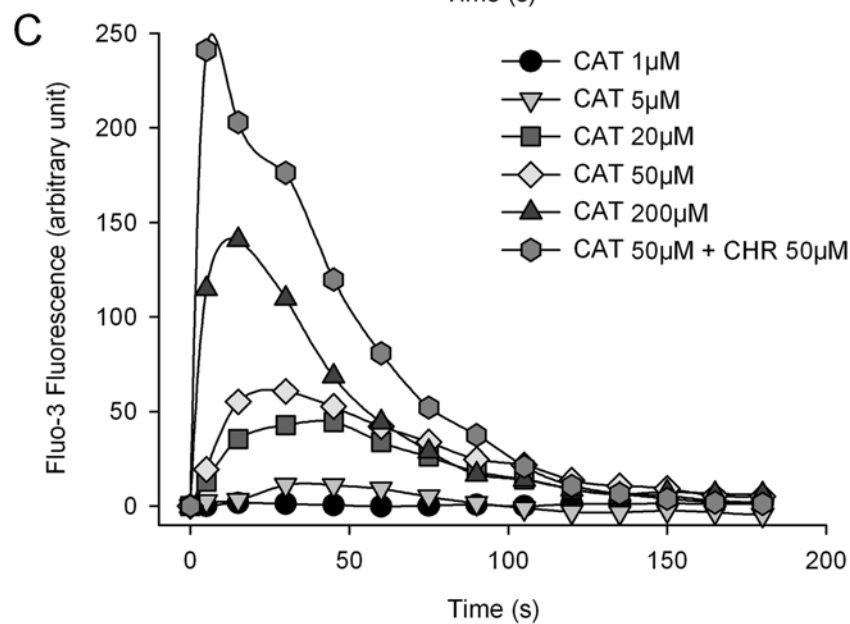 Time (s)
C
250
200
150
100
50
0
Fluo-3 Fluorescence (arbitrary unit)
CAT 1µM
CAT 5µM
CAT 20µM
CAT 50µM
CAT 200µM
CAT 50µM + CHR 50µM
0 50 100 150 200
Time (s)